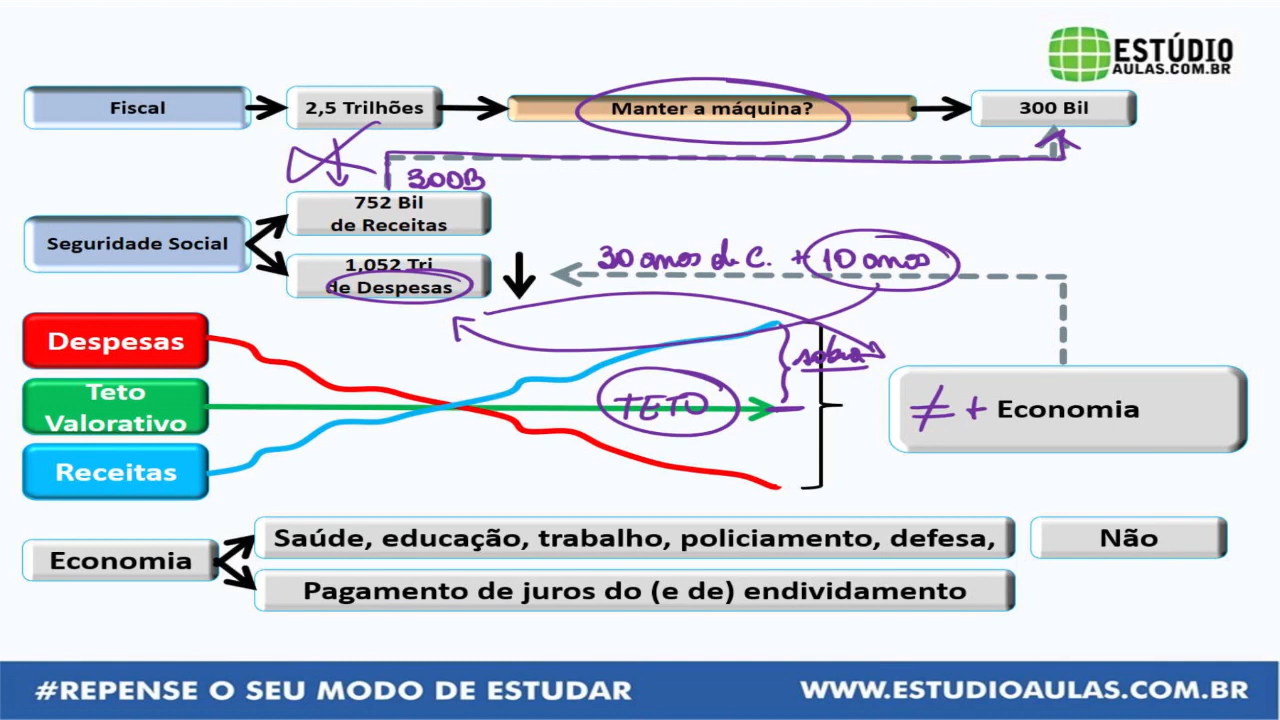 ESTÚDIO
AULAS.COM.BR
Fiscal
2,5 Trilhões
Manter a máquina?
300 Bil
300B
Seguridade Social
752 Bil
de Receitas
1,052 Tri
de Despesas
30 anos de C. + 10 anos
Despesas
Teto
Valorativo
Receitas
TETO
sobra
≠ + Economia
Economia
Saúde, educação, trabalho, policiamento, defesa,
Não
Pagamento de juros do (e de) endividamento
#REPENSE O SEU MODO DE ESTUDAR
WWW.ESTUDIOAULAS.COM.BR